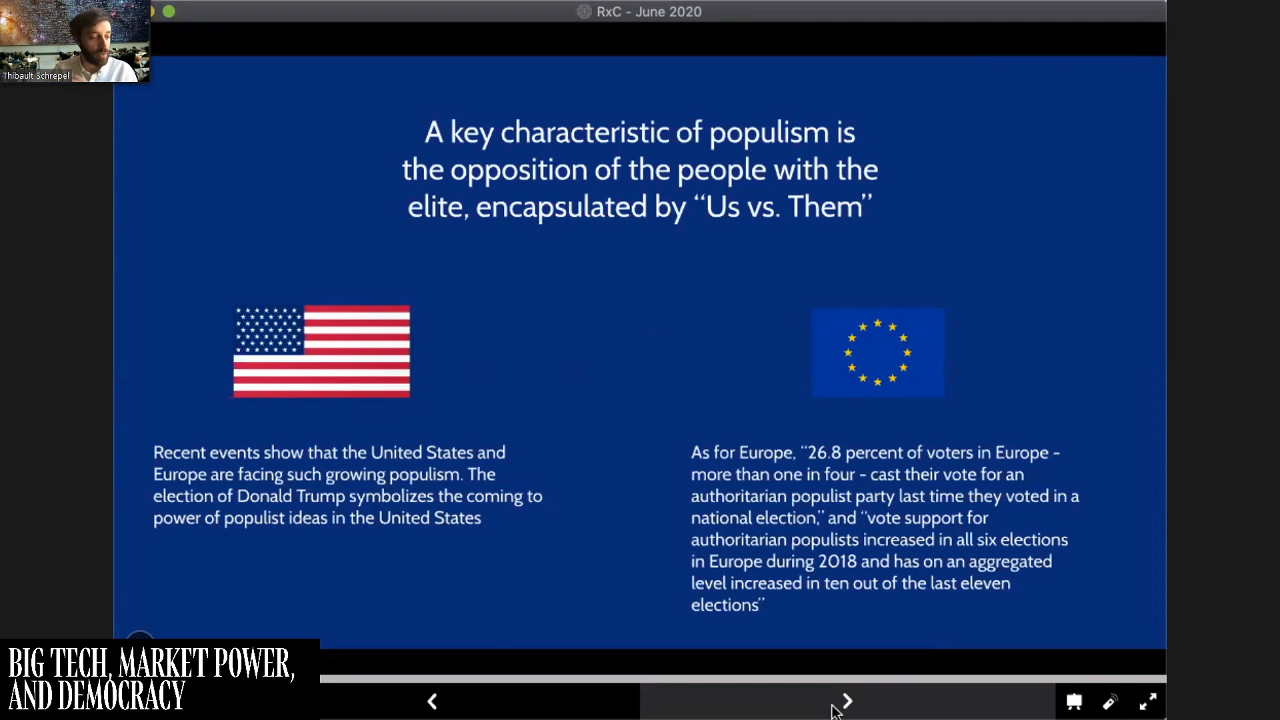 RxC - June 2020
Thibault Schrepel
A key characteristic of populism is
the opposition of the people with the
elite, encapsulated by “Us vs. Them”
Recent events show that the United States and
Europe are facing such growing populism. The
election of Donald Trump symbolizes the coming to
power of populist ideas in the United States
As for Europe, “26.8 percent of voters in Europe -
more than one in four - cast their vote for an
authoritarian populist party last time they voted in a
national election,” and “vote support for
authoritarian populists increased in all six elections
in Europe during 2018 and has on an aggregated
level increased in ten out of the last eleven
elections”
BIG TECH, MARKET POWER,
AND DEMOCRACY